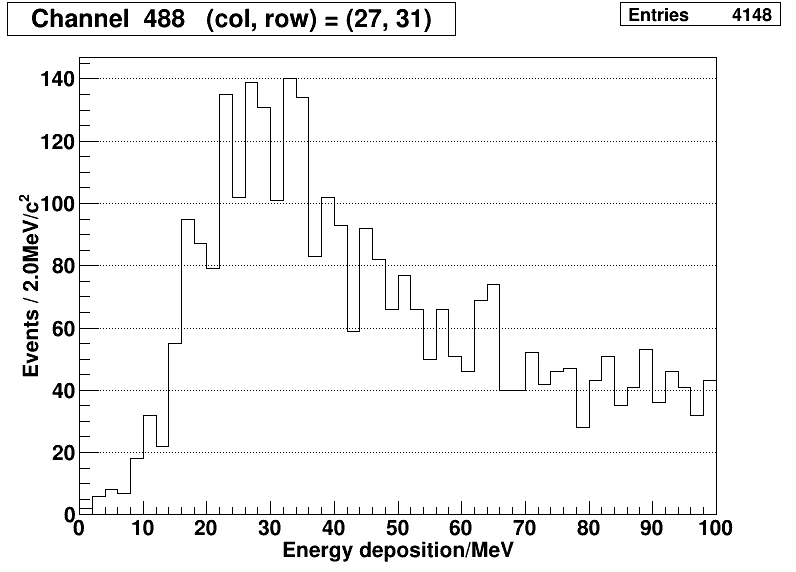 Channel 488 (col, row) = (27, 31)
Entries 4148
Events / 2.0MeV/c²
140
120
100
80
60
40
20
0
0 10 20 30 40 50 60 70 80 90 100
Energy deposition/MeV